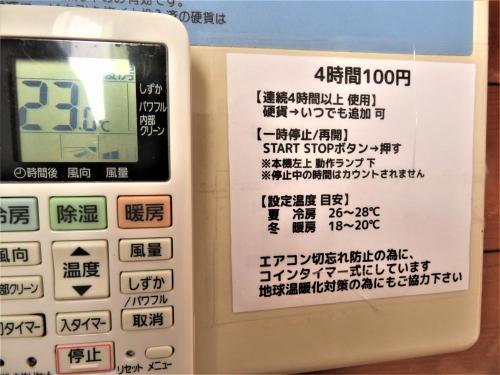 の硬貨は
4時間100円
【連続4時間以上 使用】
硬貨→いつでも追加 可
【一時停止/再開】
START STOPボタン→押す
※本機左上 動作ランプ 下
※停止中の時間はカウントされません
【設定温度 目安】
夏 冷房 26～28℃
冬 暖房 18～20℃
エアコン切忘れ防止の為に、
コインタイマー式にしています
地球温暖化対策の為にもご協力下さい
しずか
パワフル
内部
クリーン
23.0℃
時間後 風向 風量
冷房 除湿 暖房
風向 温度 風量
内部クリーン しずか
/パワフル
切タイマー 入タイマー 取消
停止
リセット メニュー